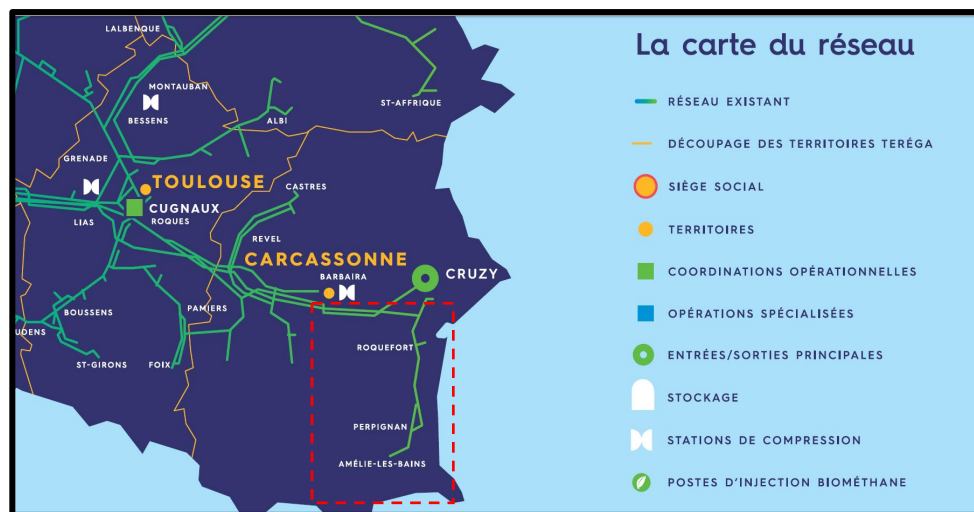 LALBENQUE
MONTAUBAN
BESSENS
ST-AFFRIQUE
ALBI
GRENADE
TOULOUSE
CUGNAUX
LIAS
ROQUES
CASTRES
REVEL
CARCASSONNE
BARBAIRA
CRUZY
BOUSSENS
PAMIERS
UDENS
ST-GIRONS
FOIX
ROQUEFORT
PERPIGNAN
AMÉLIE-LES-BAINS
La carte du réseau
RÉSEAU EXISTANT
DÉCOUPAGE DES TERRITOIRES TERÉGA
SIÈGE SOCIAL
TERRITOIRES
COORDINATIONS OPÉRATIONNELLES
OPÉRATIONS SPÉCIALISÉES
ENTRÉES/SORTIES PRINCIPALES
STOCKAGE
STATIONS DE COMPRESSION
POSTES D'INJECTION BIOMÉTHANE